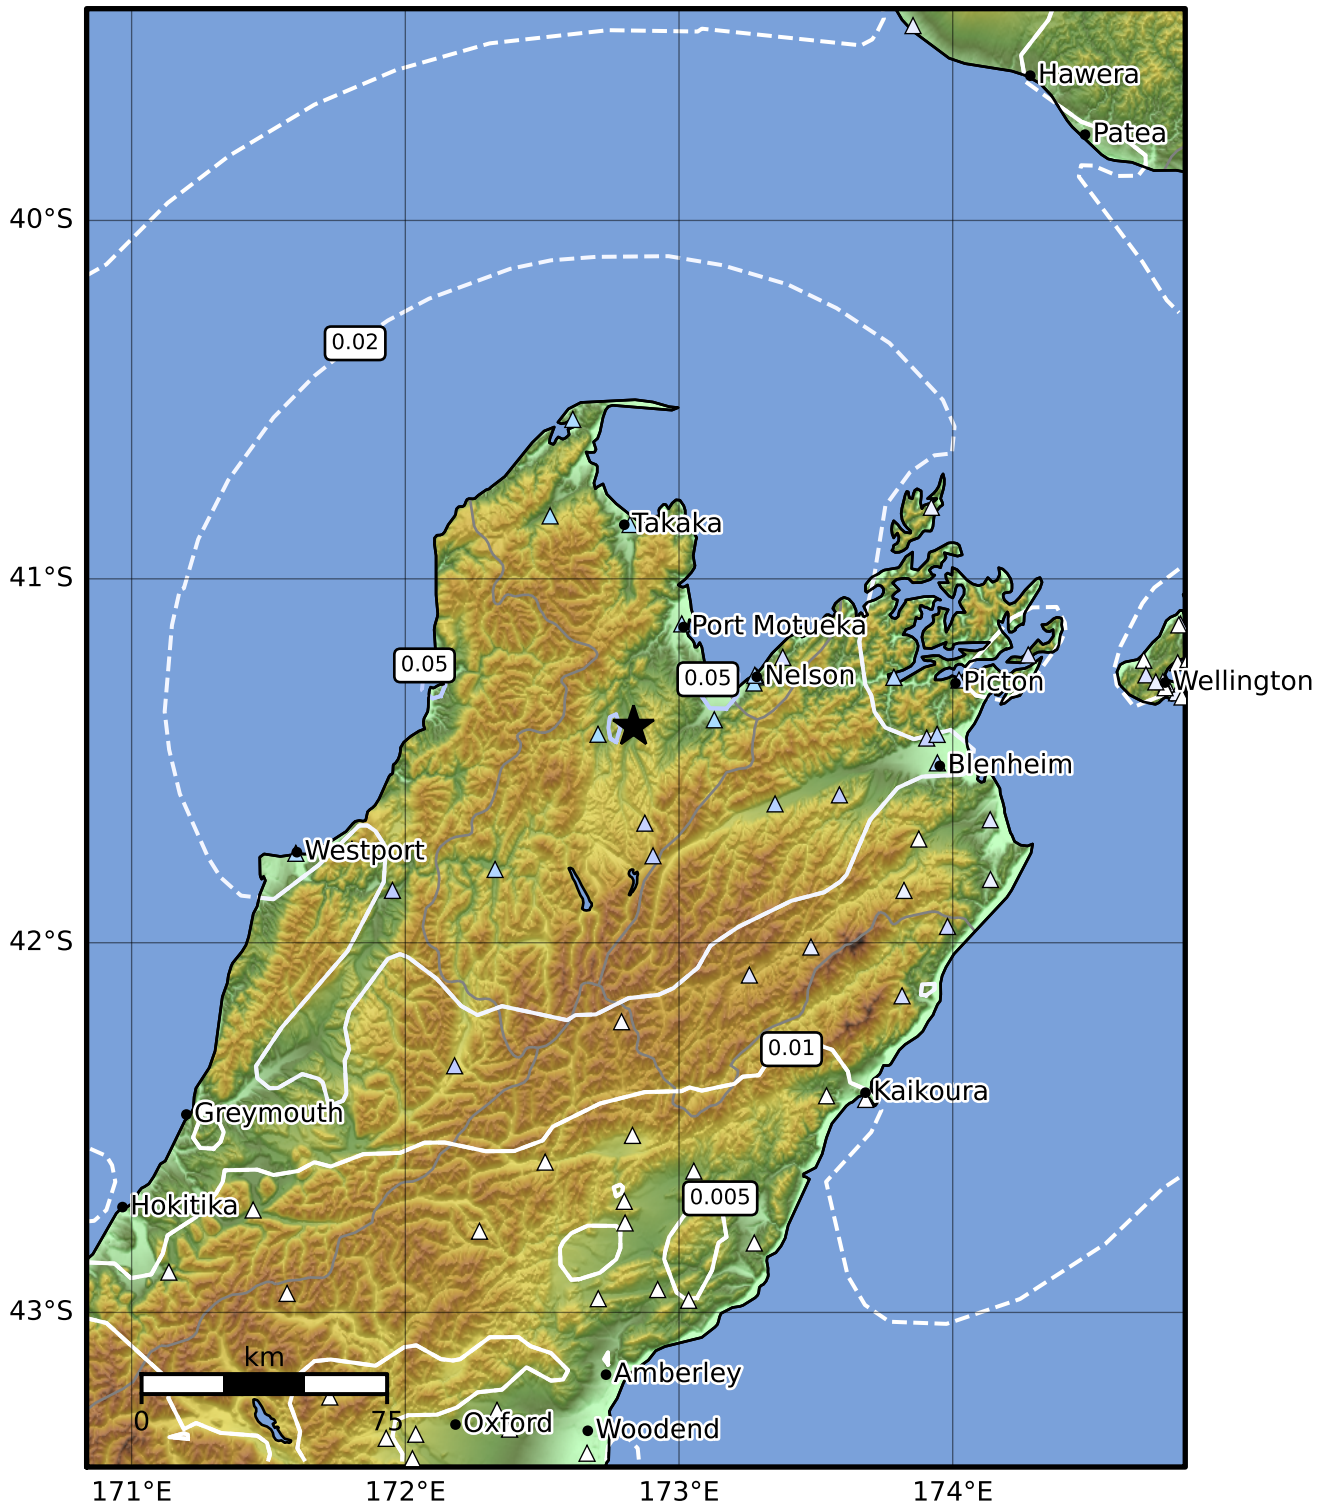 Hawera
Patea
40°S
0.02
Takaka
41°S
Port Motueka
0.05
0.05
Nelson
Picton
Wellington
Blenheim
Westport
42°S
0.01
Kaikoura
Greymouth
0.005
Hokitika
43°S
km
Amberley
0
75
Oxford
Woodend
171°E
172°E
173°E
174°E